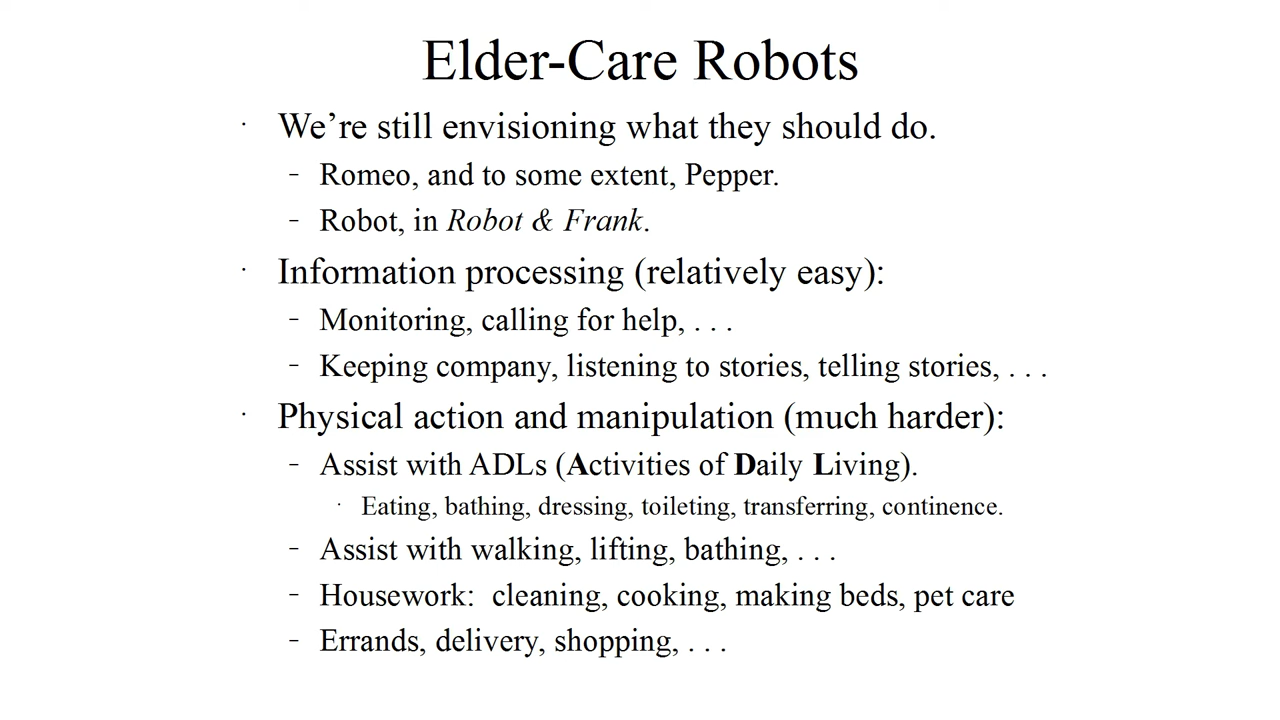 Elder-Care Robots
· We’re still envisioning what they should do.
– Romeo, and to some extent, Pepper.
– Robot, in Robot & Frank.
· Information processing (relatively easy):
– Monitoring, calling for help, . . .
– Keeping company, listening to stories, telling stories, . . .
· Physical action and manipulation (much harder):
– Assist with ADLs (Activities of Daily Living).
· Eating, bathing, dressing, toileting, transferring, continence.
– Assist with walking, lifting, bathing, . . .
– Housework:  cleaning, cooking, making beds, pet care
– Errands, delivery, shopping, . . .